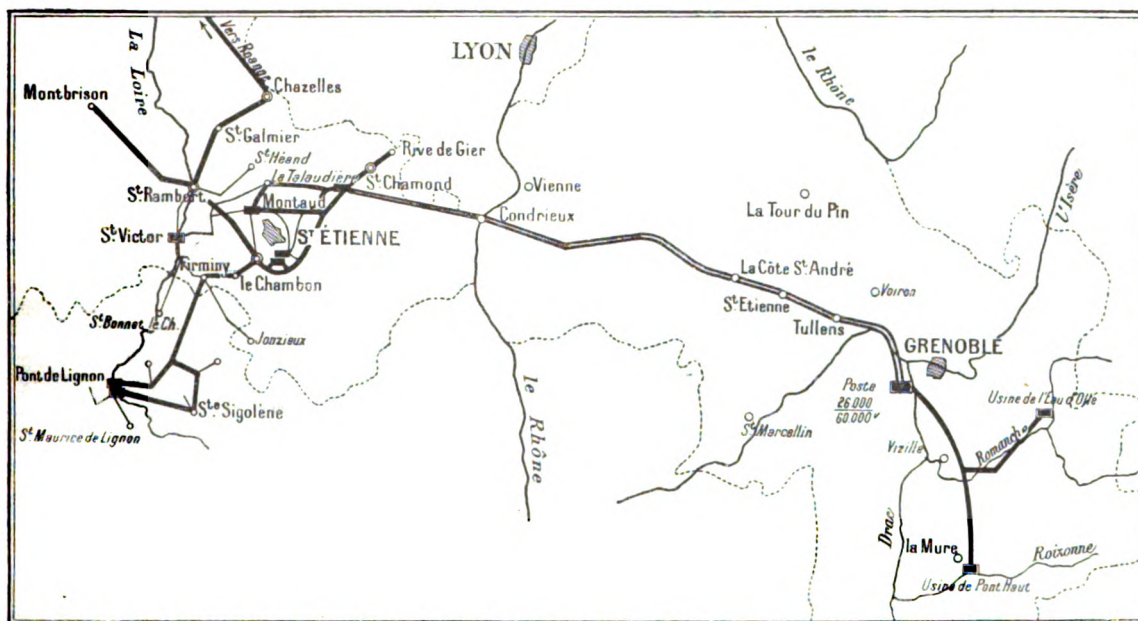 La Loire
Vers Roanne
LYON
le Rhône
Chazelles
Montbrison
St Galmier
l'Isère
Rive de Gier
St Héand
La Talaudière
St Chamond
Vienne
St Rambert
Montaud
Condrieux
La Tour du Pin
St Victor
St ÉTIENNE
Firminy
le Chambon
La Côte St André
St Etienne
Voiron
Tullens
St Bonnet le Ch.
Jonzieux
GRENOBLE
Pont de Lignon
Poste
26.000
60.000v
Usine de l'Eau d'Olle
Ste Sigolène
le Rhône
St Marcellin
St Maurice de Lignon
Vizille
Romanche
Drac
la Mure
Roizonne
Usine de Pont Haut